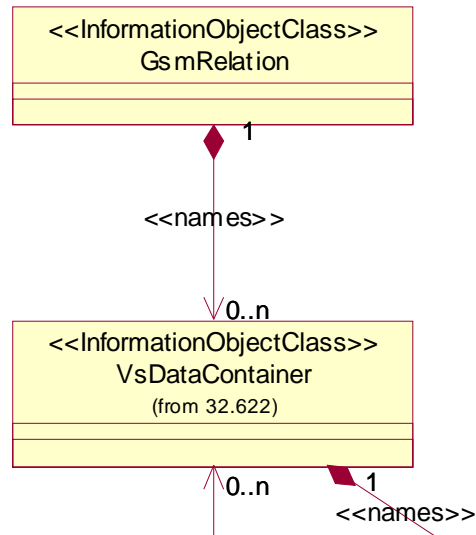 <<InformationObjectClass>>
GsmRelation
1
<<names>>
0..n
<<InformationObjectClass>>
VsDataContainer
(from 32.622)
0..n
1
<<names>>